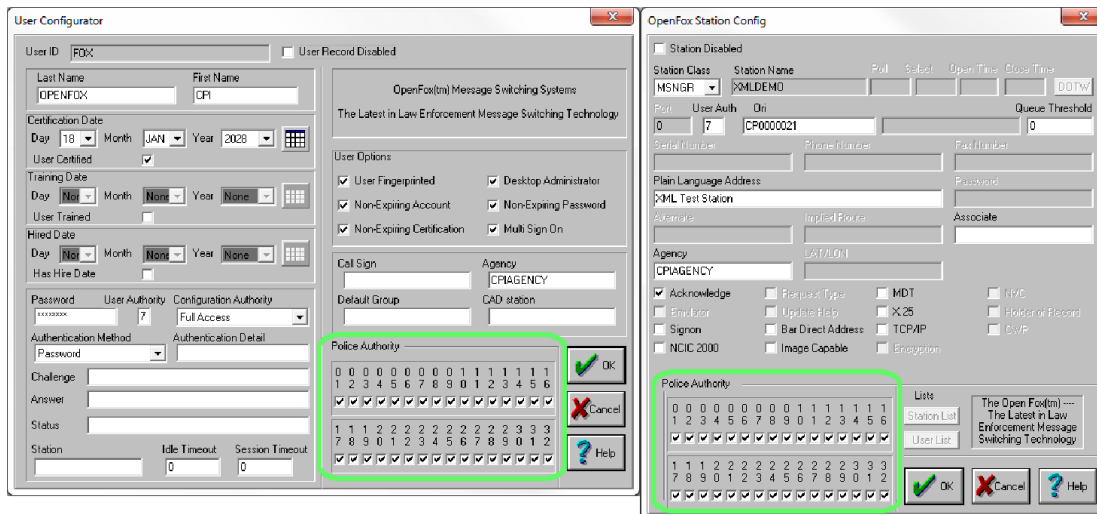 User Configurator
User ID FOX User Record Disabled
Last Name First Name
OPENFOX CPI
Certification Date
Day 18 Month JAN Year 2028
User Certified
Training Date
Day Nor Month None Year None
User Trained
Hired Date
Day Nor Month None Year None
Has Hire Date
Password User Authority Configuration Authority
xxxxxxxx 7 Full Access
Authentication Method Authentication Detail
Password
Challenge
Answer
Status
Station Idle Timeout Session Timeout
0 0
OpenFox(tm) Message Switching Systems
The Latest in Law Enforcement Message Switching Technology
User Options
User Fingerprinted Desktop Administrator
Non-Expiring Account Non-Expiring Password
Non-Expiring Certification Multi Sign On
Call Sign Agency
CPIAGENCY
Default Group CAD station
Police Authority
0 0 0 0 0 0 0 0 0 1 1 1 1 1 1 1
1 2 3 4 5 6 7 8 9 0 1 2 3 4 5 6
1 1 1 2 2 2 2 2 2 2 2 2 2 3 3 3
7 8 9 0 1 2 3 4 5 6 7 8 9 0 1 2
OK
Cancel
Help
OpenFox Station Config
Station Disabled
Station Class Station Name Poll Select Open Time Close Time
MSNGR XMLDEMO DOTW
Port User Auth Ori Queue Threshold
0 7 CP0000021 0
Serial Number Phone Number Fax Number
Plain Language Address Password
XML Test Station
Alternate Implied Route Associate
Agency LAT/LON
CPIAGENCY
Acknowledge Request Type MDT NVC
Emulator Update Help X.25 Holder of Record
Signon Bar Direct Address TCP/IP CWP
NCIC 2000 Image Capable Encryption
Police Authority
0 0 0 0 0 0 0 0 0 1 1 1 1 1 1 1
1 2 3 4 5 6 7 8 9 0 1 2 3 4 5 6
1 1 1 2 2 2 2 2 2 2 2 2 2 3 3 3
7 8 9 0 1 2 3 4 5 6 7 8 9 0 1 2
Lists
Station List
User List
The Open Fox(tm) ----
The Latest in Law
Enforcement Message
Switching Technology
OK Cancel Help